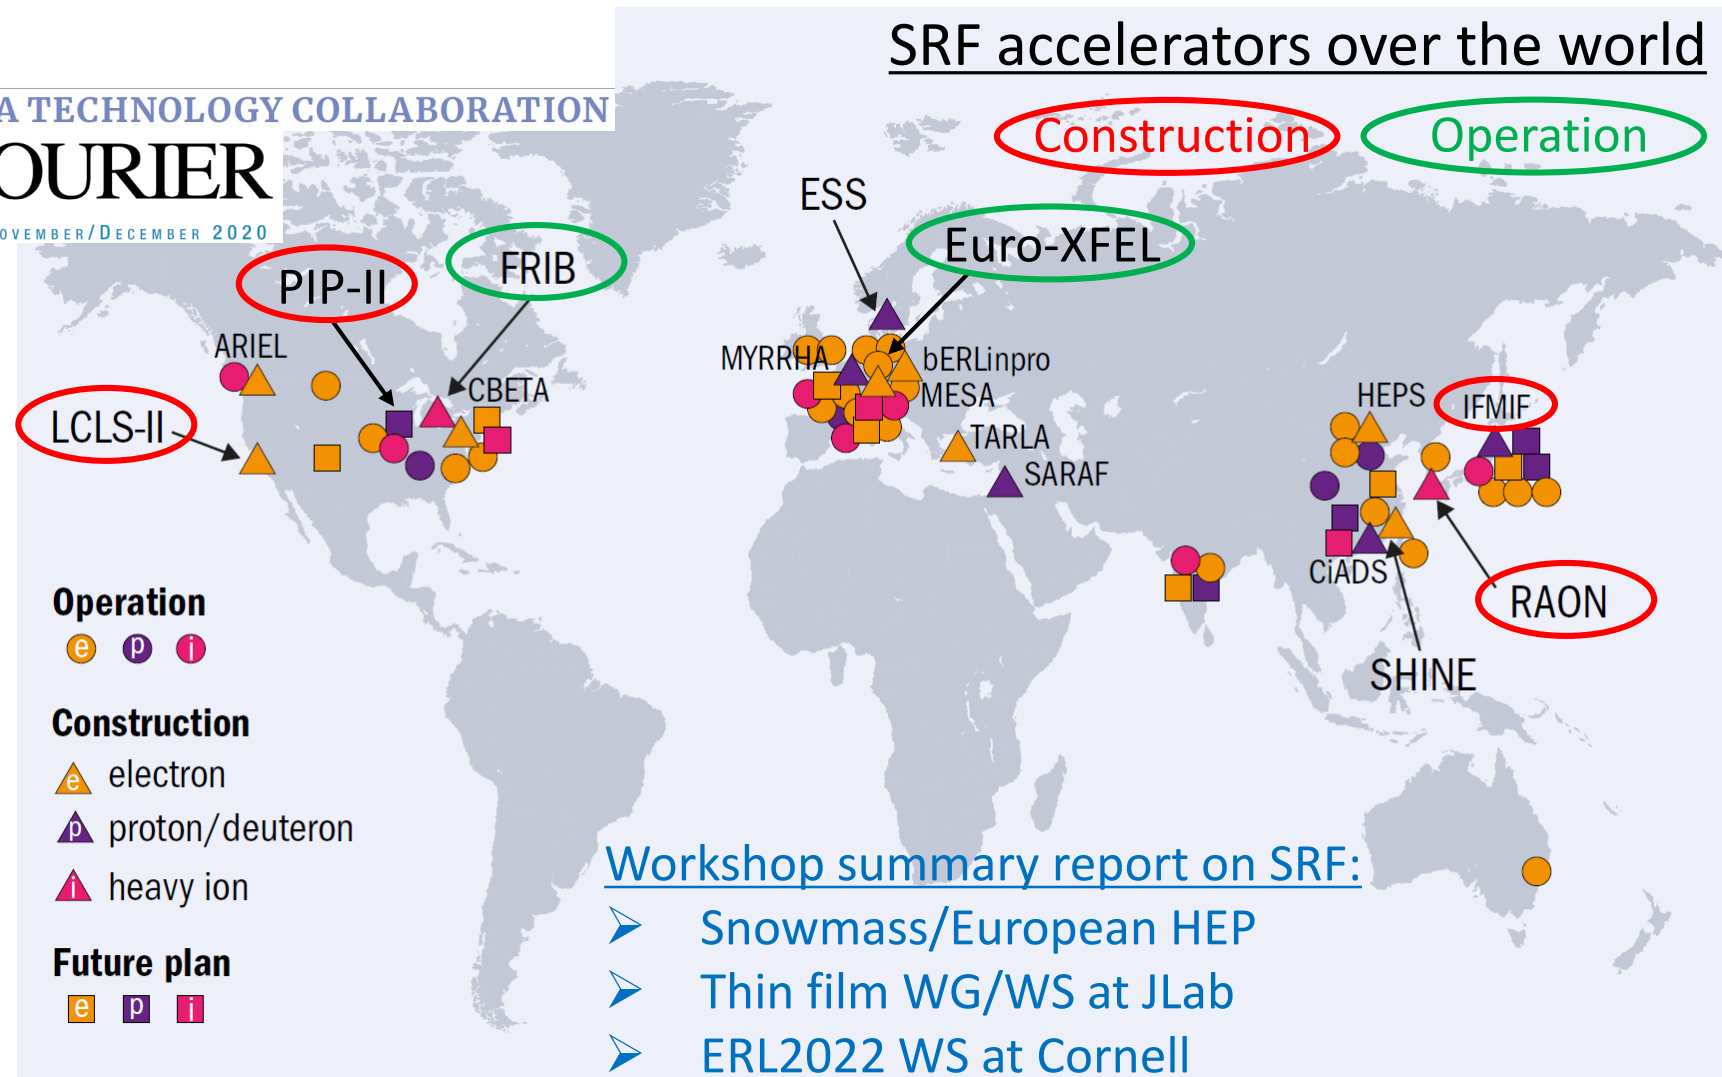 SRF accelerators over the world
A TECHNOLOGY COLLABORATION
OURIER
OVEMBER/DECEMBER 2020
Construction
Operation
ESS
Euro-XFEL
PIP-II
FRIB
ARIEL
CBETA
LCLS-II
MYRRHA
bERLinpro
MESA
TARLA
SARAF
HEPS
IFMIF
CiADS
RAON
SHINE
Operation
e p i
Construction
e electron
p proton/deuteron
i heavy ion
Future plan
e p i
Workshop summary report on SRF:
➢ Snowmass/European HEP
➢ Thin film WG/WS at JLab
➢ ERL2022 WS at Cornell